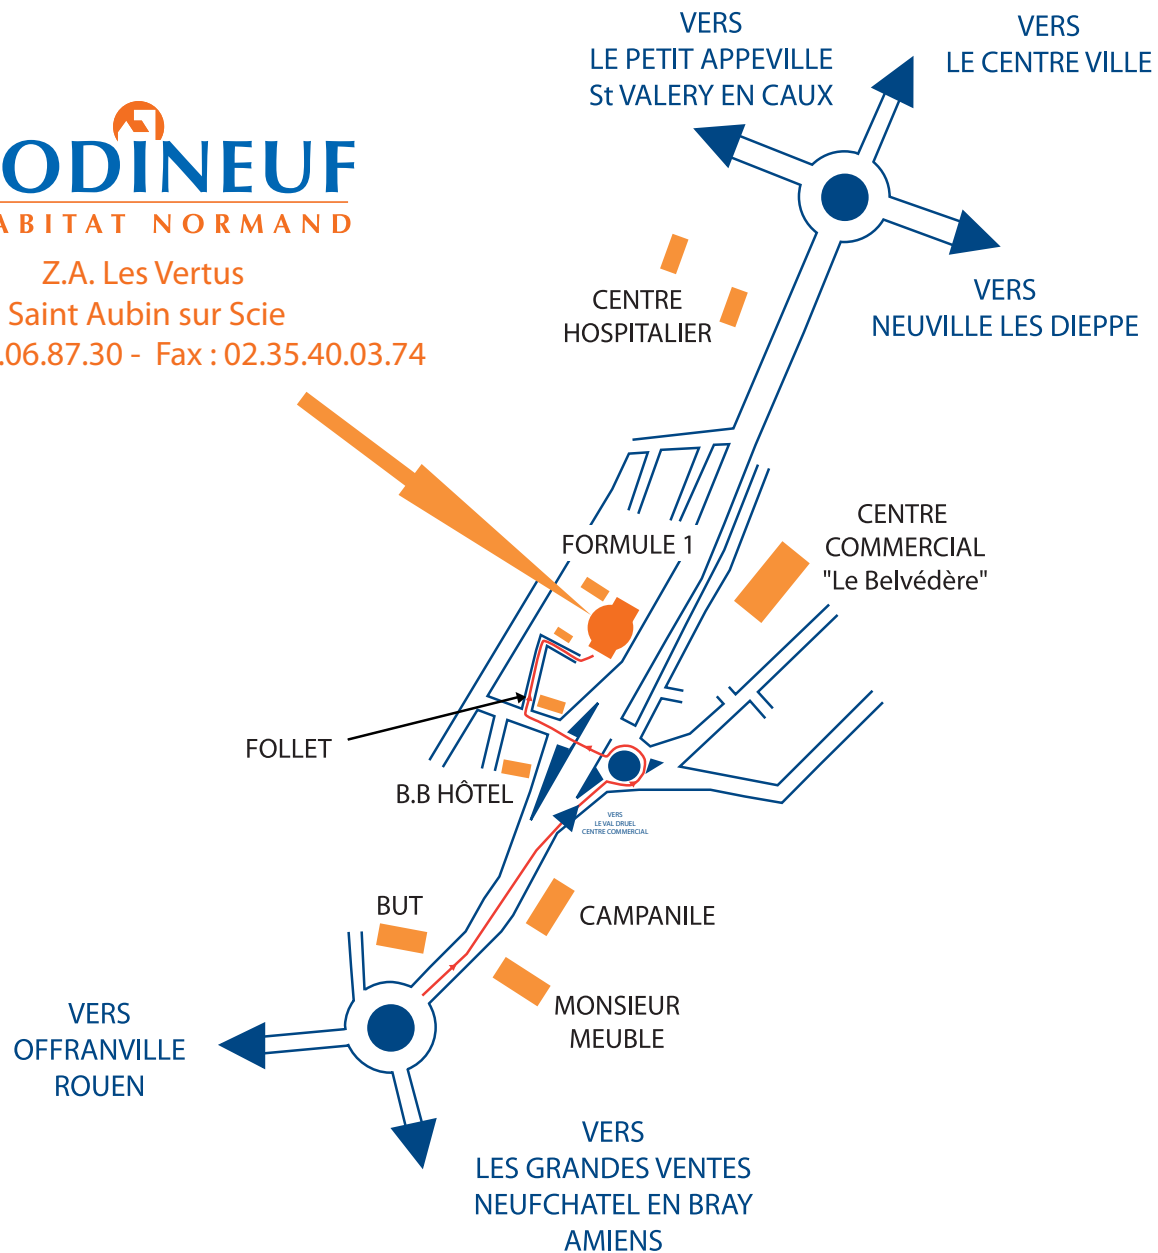 VERS
LE PETIT APPEVILLE
St VALERY EN CAUX
VERS
LE CENTRE VILLE
ODINEUF
ABITAT NORMAND
Z.A. Les Vertus
Saint Aubin sur Scie
.06.87.30 - Fax : 02.35.40.03.74
CENTRE
HOSPITALIER
VERS
NEUVILLE LES DIEPPE
CENTRE
COMMERCIAL
"Le Belvédère"
FORMULE 1
FOLLET
B.B HÔTEL
VERS
LE VAL DRUEL
CENTRE COMMERCIAL
BUT
CAMPANILE
MONSIEUR
MEUBLE
VERS
OFFRANVILLE
ROUEN
VERS
LES GRANDES VENTES
NEUFCHATEL EN BRAY
AMIENS